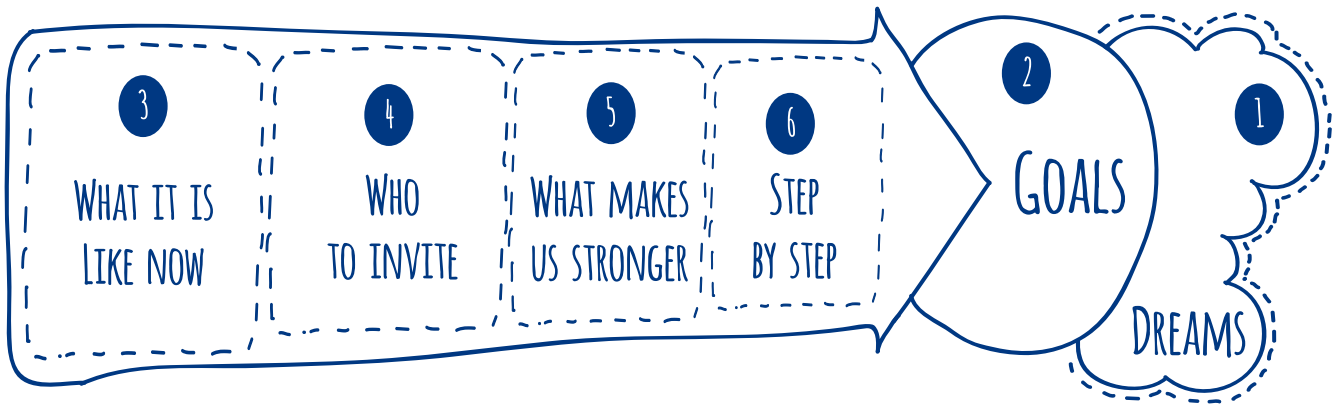 3
What it is
like now
4
Who
to invite
5
What makes
us stronger
6
Step
by step
2
Goals
1
Dreams